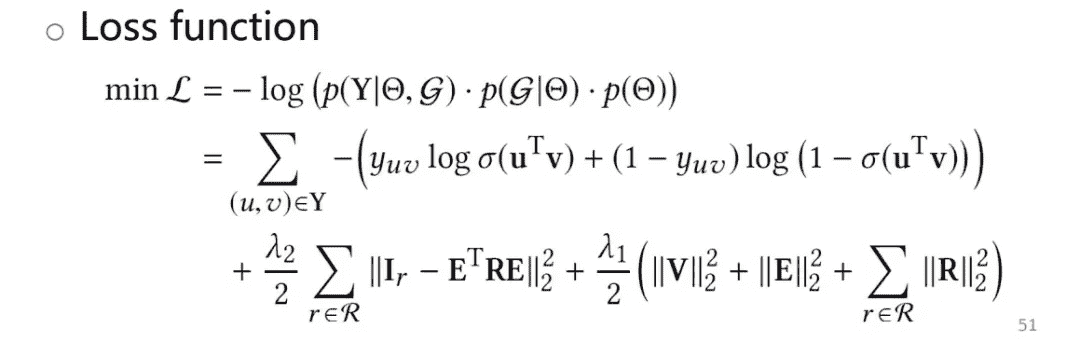 ○ Loss function
min ℒ = − log (p(Y|Θ, 𝒢) · p(𝒢|Θ) · p(Θ))
= ∑_{(u,v)∈Y} −(y_{uv} log σ(u^T v) + (1 − y_{uv}) log (1 − σ(u^T v)))
+ λ₂/2 ∑_{r∈ℛ} ||I_r − E^T RE||₂² + λ₁/2 (||V||₂² + ||E||₂² + ∑_{r∈ℛ} ||R||₂²)
51